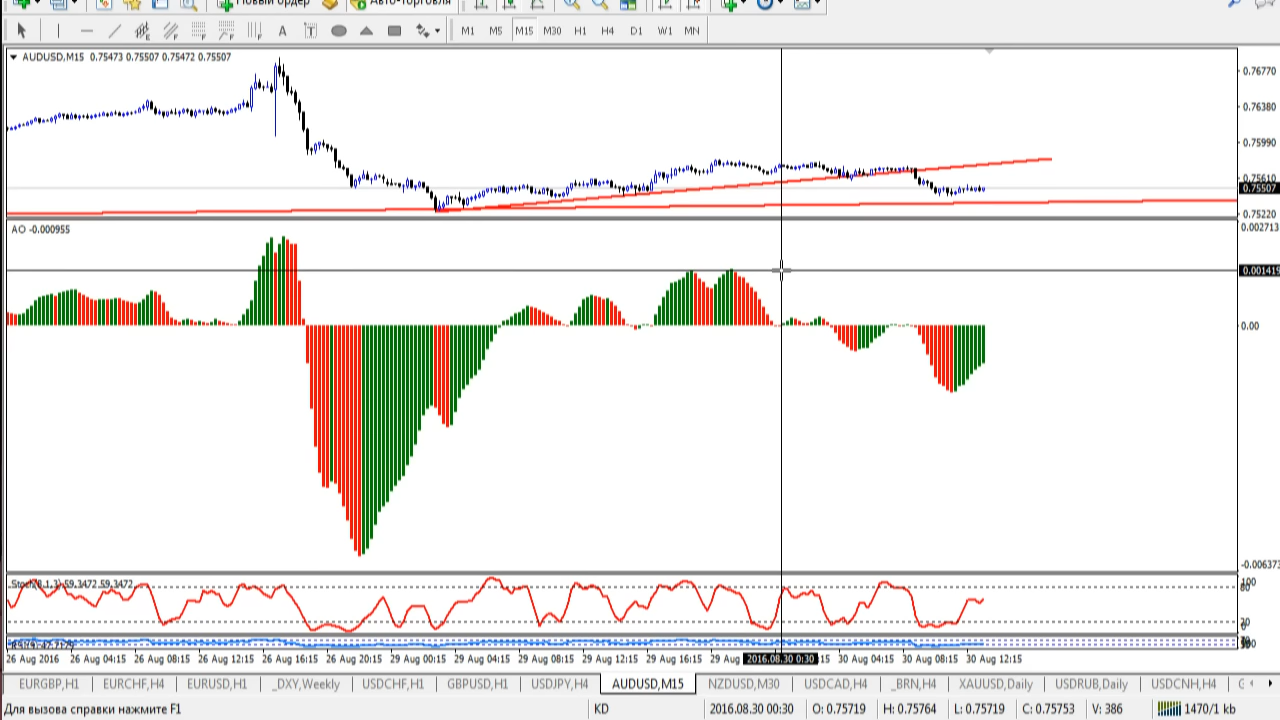 Новый ордер Авто-торговля
A T M1 M5 M15 M30 H1 H4 D1 W1 MN
AUDUSD,M15 0.75473 0.75507 0.75472 0.75507
0.76770
0.76380
0.75990
0.75610
0.75507
0.75220
AO -0.000955
0.002713
0.001419
0.00
-0.006373
59.3472 59.3472
100
80
20
26 Aug 2016 26 Aug 04:15 26 Aug 08:15 26 Aug 12:15 26 Aug 16:15 26 Aug 20:15 29 Aug 00:15 29 Aug 04:15 29 Aug 08:15 29 Aug 12:15 29 Aug 16:15 29 Aug 2016.08.30 0:30 :15 30 Aug 04:15 30 Aug 08:15 30 Aug 12:15
EURGBP,H1 EURCHF,H4 EURUSD,H1 _DXY,Weekly USDCHF,H1 GBPUSD,H1 USDJPY,H4 AUDUSD,M15 NZDUSD,M30 USDCAD,H4 _BRN,H4 XAUUSD,Daily USDRUB,Daily USDCNH,H4
Для вызова справки нажмите F1 KD 2016.08.30 00:30 O: 0.75719 H: 0.75764 L: 0.75719 C: 0.75753 V: 386 1470/1 kb